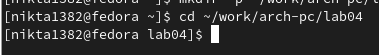 [nikta1382@fedora ~]$ cd ~/work/arch-pc/lab04
[nikta1382@fedora lab04]$